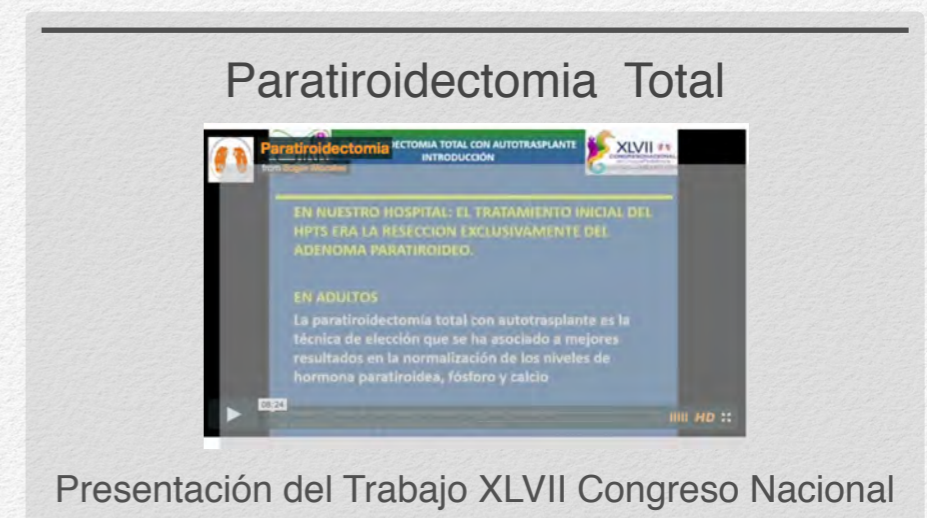 Paratiroidectomia Total
Paratiroidectomia
ECTOMIA TOTAL CON AUTOTRASPLANTE
INTRODUCCIÓN
XLVII
from
EN NUESTRO HOSPITAL: EL TRATAMIENTO INICIAL DEL
HPTS ERA LA RESECCION EXCLUSIVAMENTE DEL
ADENOMA PARATIROIDEO.
EN ADULTOS
La paratiroidectomía total con autotrasplante es la
técnica de elección que se ha asociado a mejores
resultados en la normalización de los niveles de
hormona paratiroidea, fósforo y calcio
08:24
HD
Presentación del Trabajo XLVII Congreso Nacional